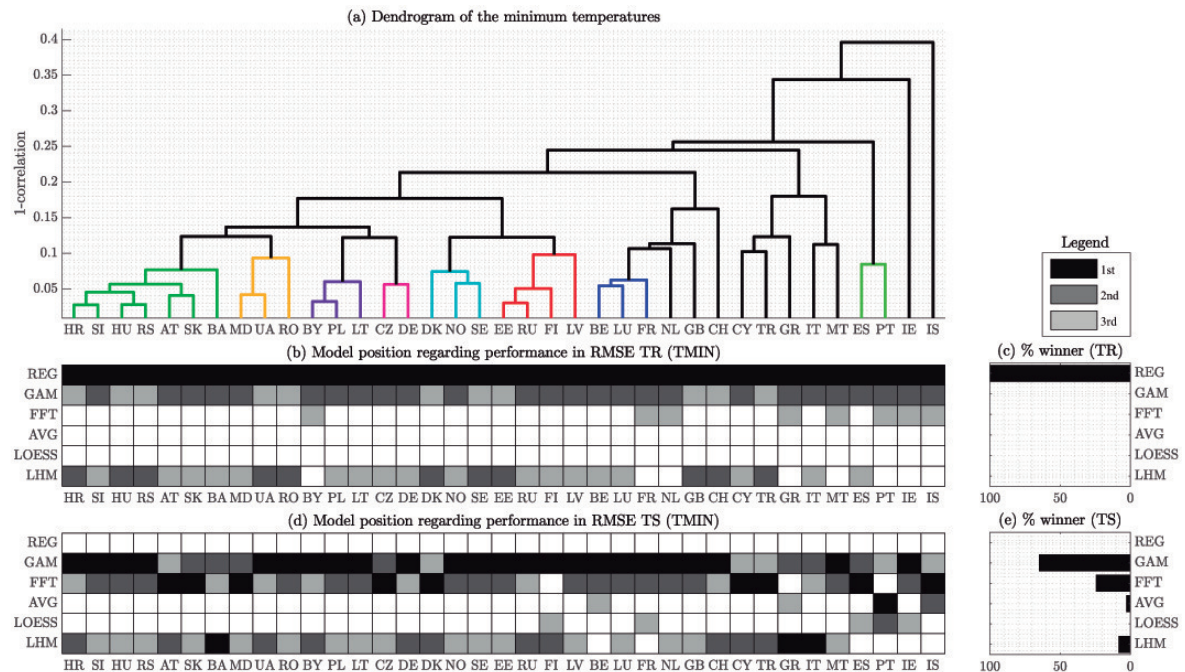 (a) Dendrogram of the minimum temperatures
0.4
0.35
0.3
0.25
0.2
0.15
0.1
0.05
1-correlation
HR SI HU RS AT SK BA MD UA RO BY PL LT CZ DE DK NO SE EE RU FI LV BE LU FR NL GB CH CY TR GR IT MT ES PT IE IS
Legend
1st
2nd
3rd
(b) Model position regarding performance in RMSE TR (TMIN)
REG
GAM
FFT
AVG
LOESS
LHM
HR SI HU RS AT SK BA MD UA RO BY PL LT CZ DE DK NO SE EE RU FI LV BE LU FR NL GB CH CY TR GR IT MT ES PT IE IS
(c) % winner (TR)
REG
GAM
FFT
AVG
LOESS
LHM
100 50 0
(d) Model position regarding performance in RMSE TS (TMIN)
REG
GAM
FFT
AVG
LOESS
LHM
HR SI HU RS AT SK BA MD UA RO BY PL LT CZ DE DK NO SE EE RU FI LV BE LU FR NL GB CH CY TR GR IT MT ES PT IE IS
(e) % winner (TS)
REG
GAM
FFT
AVG
LOESS
LHM
100 50 0